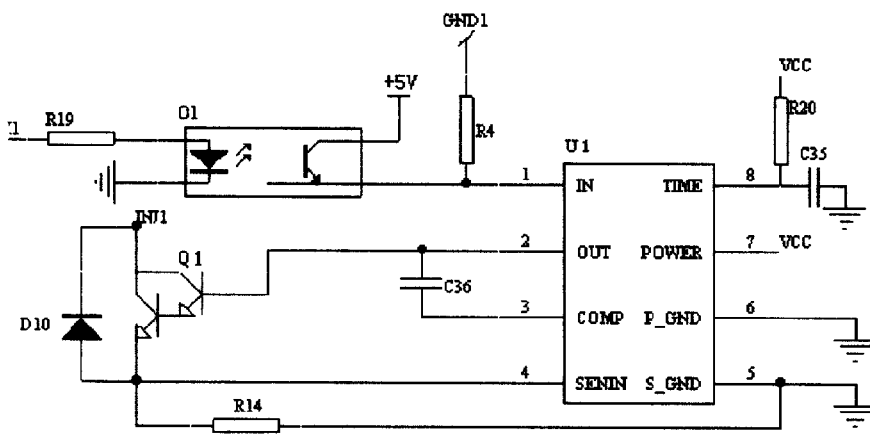 GND1
+5V
VCC
R19
O1
R4
R20
U1
C35
1
IN
TIME
8
INJ1
Q1
2
OUT
POWER
7
VCC
C36
D10
3
COMP
P_GND
6
4
SENIN
S_GND
5
R14